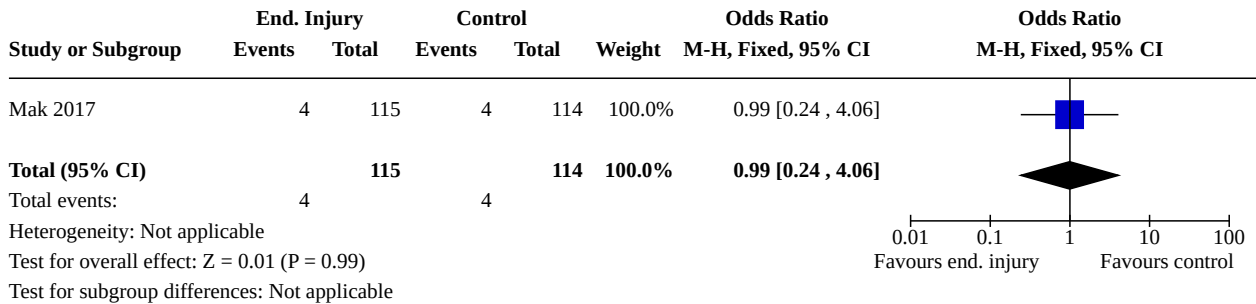 End. Injury Control Odds Ratio Odds Ratio
Study or Subgroup Events Total Events Total Weight M-H, Fixed, 95% CI M-H, Fixed, 95% CI
Mak 2017 4 115 4 114 100.0% 0.99 [0.24 , 4.06]
Total (95% CI) 115 114 100.0% 0.99 [0.24 , 4.06]
Total events: 4 4
Heterogeneity: Not applicable
0.01 0.1 1 10 100
Test for overall effect: Z = 0.01 (P = 0.99) Favours end. injury Favours control
Test for subgroup differences: Not applicable